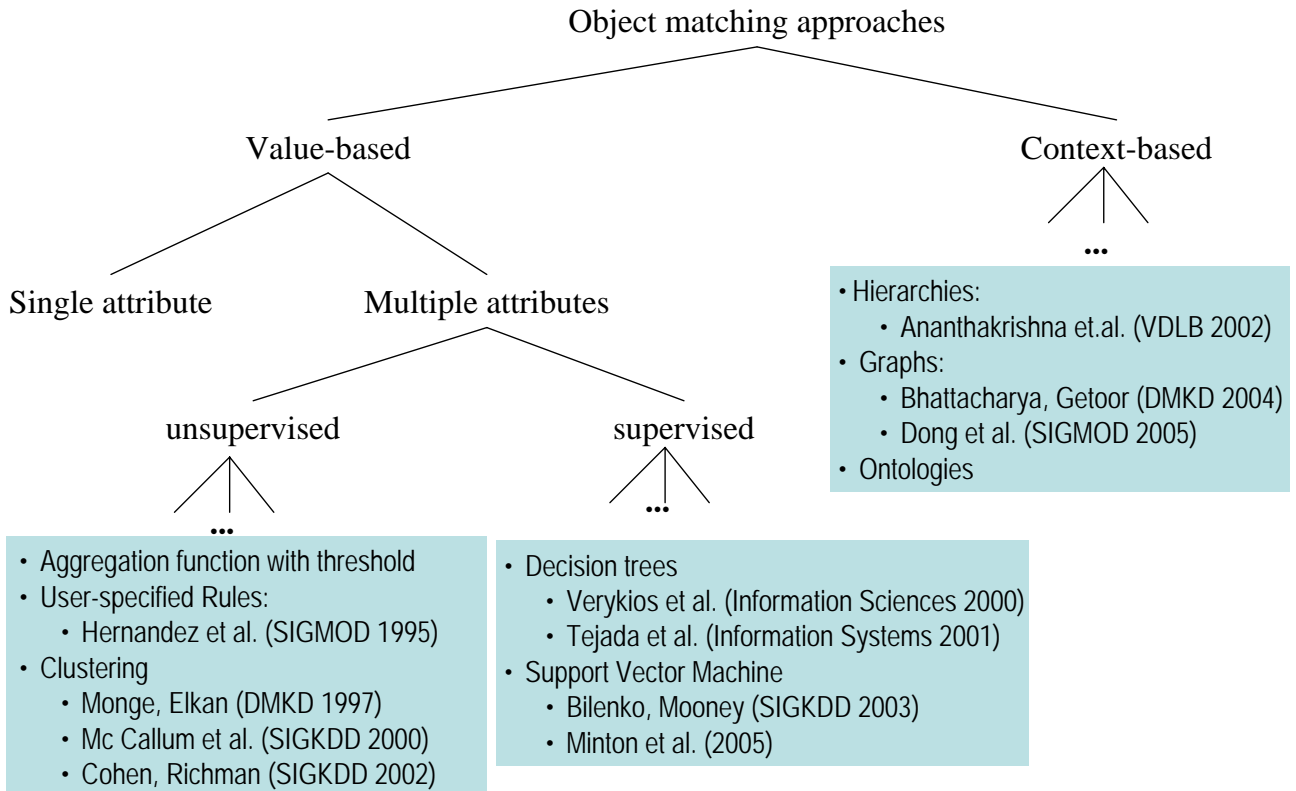 Object matching approaches
Value-based
Context-based
...
Single attribute
Multiple attributes
• Hierarchies:
• Ananthakrishna et.al. (VDLB 2002)
• Graphs:
• Bhattacharya, Getoor (DMKD 2004)
• Dong et al. (SIGMOD 2005)
• Ontologies
unsupervised
supervised
...
...
• Aggregation function with threshold
• User-specified Rules:
• Hernandez et al. (SIGMOD 1995)
• Clustering
• Monge, Elkan (DMKD 1997)
• Mc Callum et al. (SIGKDD 2000)
• Cohen, Richman (SIGKDD 2002)
• Decision trees
• Verykios et al. (Information Sciences 2000)
• Tejada et al. (Information Systems 2001)
• Support Vector Machine
• Bilenko, Mooney (SIGKDD 2003)
• Minton et al. (2005)